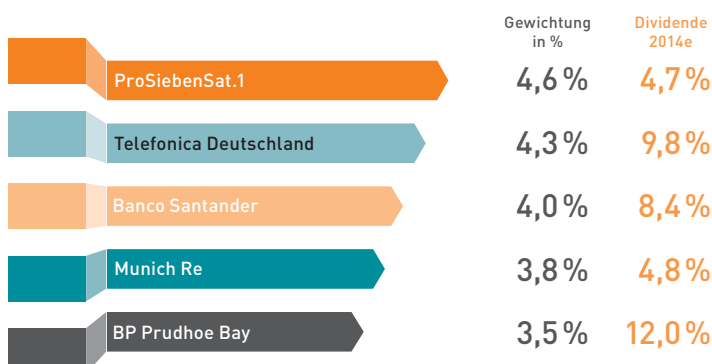 Gewichtung Dividende
in % 2014e
ProSiebenSat.1 4,6 % 4,7 %
Telefonica Deutschland 4,3 % 9,8 %
Banco Santander 4,0 % 8,4 %
Munich Re 3,8 % 4,8 %
BP Prudhoe Bay 3,5 % 12,0 %